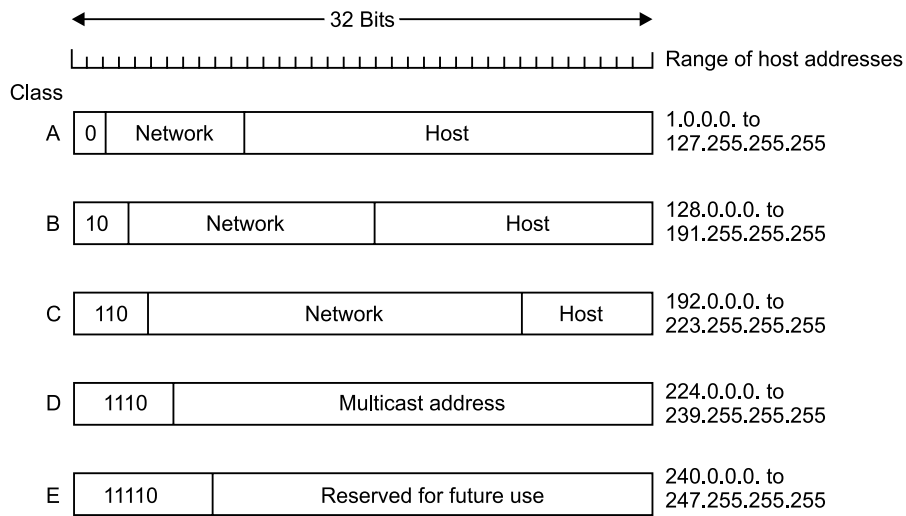 32 Bits
Range of host addresses
Class
A 0 Network Host 1.0.0.0. to
127.255.255.255
B 10 Network Host 128.0.0.0. to
191.255.255.255
C 110 Network Host 192.0.0.0. to
223.255.255.255
D 1110 Multicast address 224.0.0.0. to
239.255.255.255
E 11110 Reserved for future use 240.0.0.0. to
247.255.255.255